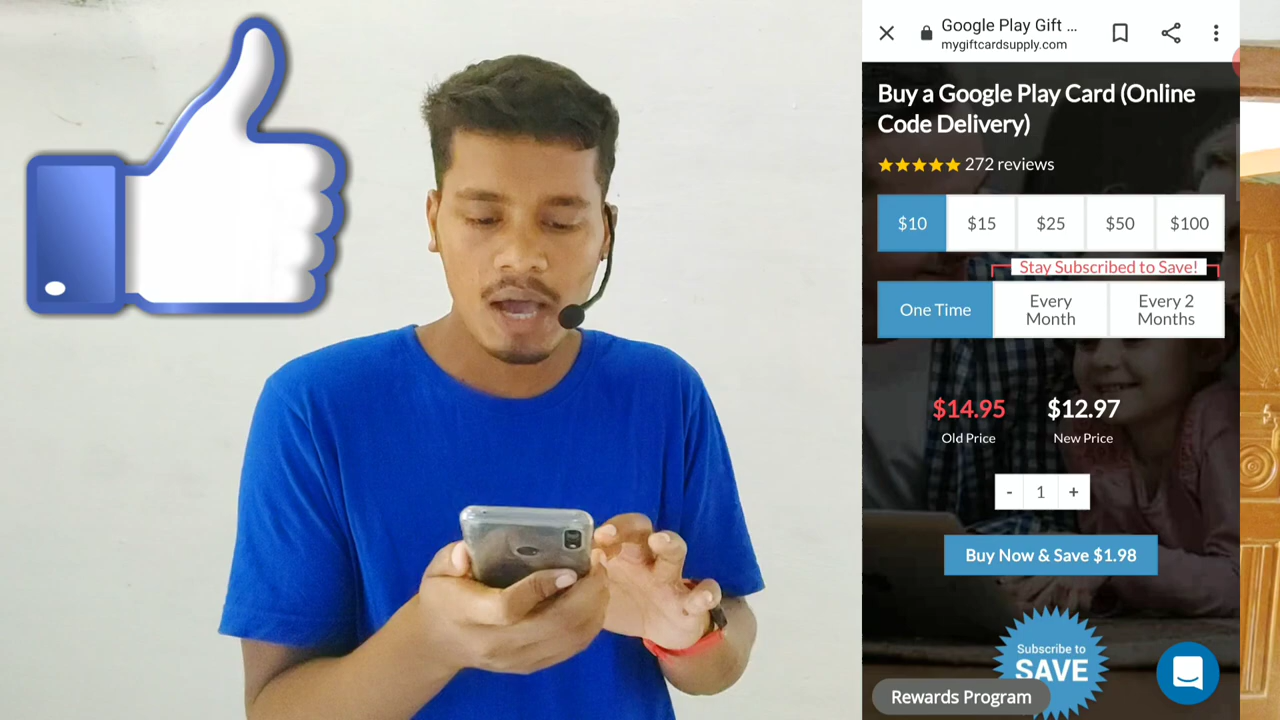 Google Play Gift ...
mygiftcardsupply.com
Buy a Google Play Card (Online
Code Delivery)
272 reviews
$10 $15 $25 $50 $100
Stay Subscribed to Save!
One Time
Every
Month
Every 2
Months
$14.95 $12.97
Old Price New Price
- 1 +
Buy Now & Save $1.98
Subscribe to
SAVE
Rewards Program